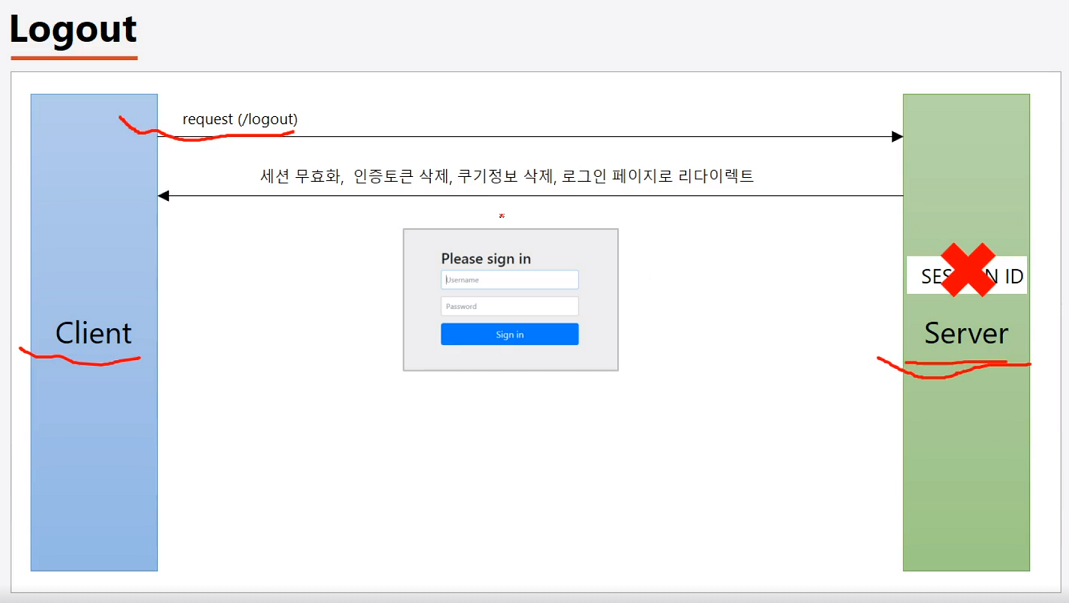 Logout
request (/logout)
세션 무효화, 인증토큰 삭제, 쿠기정보 삭제, 로그인 페이지로 리다이렉트
Please sign in
Username
Password
Sign in
ID
Client
Server